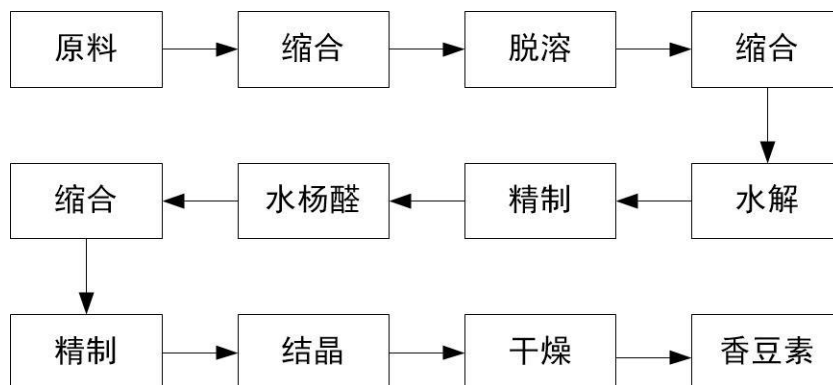 原料 缩合 脱溶 缩合
缩合 水杨醛 精制 水解
精制 结晶 干燥 香豆素